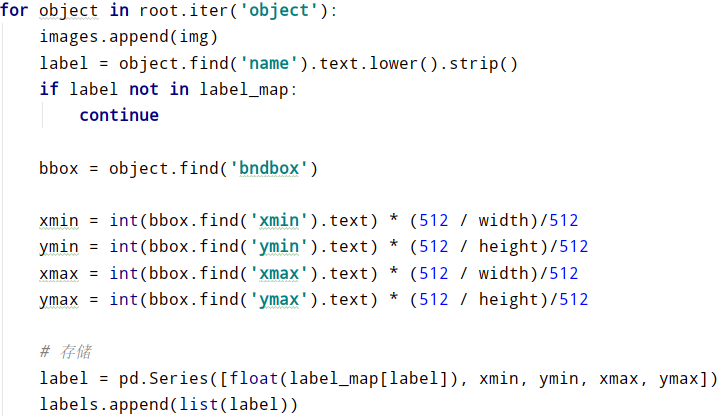 for object in root.iter('object'):
    images.append(img)
    label = object.find('name').text.lower().strip()
    if label not in label_map:
        continue

    bbox = object.find('bndbox')

    xmin = int(bbox.find('xmin').text) * (512 / width)/512
    ymin = int(bbox.find('ymin').text) * (512 / height)/512
    xmax = int(bbox.find('xmax').text) * (512 / width)/512
    ymax = int(bbox.find('ymax').text) * (512 / height)/512

    # 存储
    label = pd.Series([float(label_map[label]), xmin, ymin, xmax, ymax])
    labels.append(list(label))